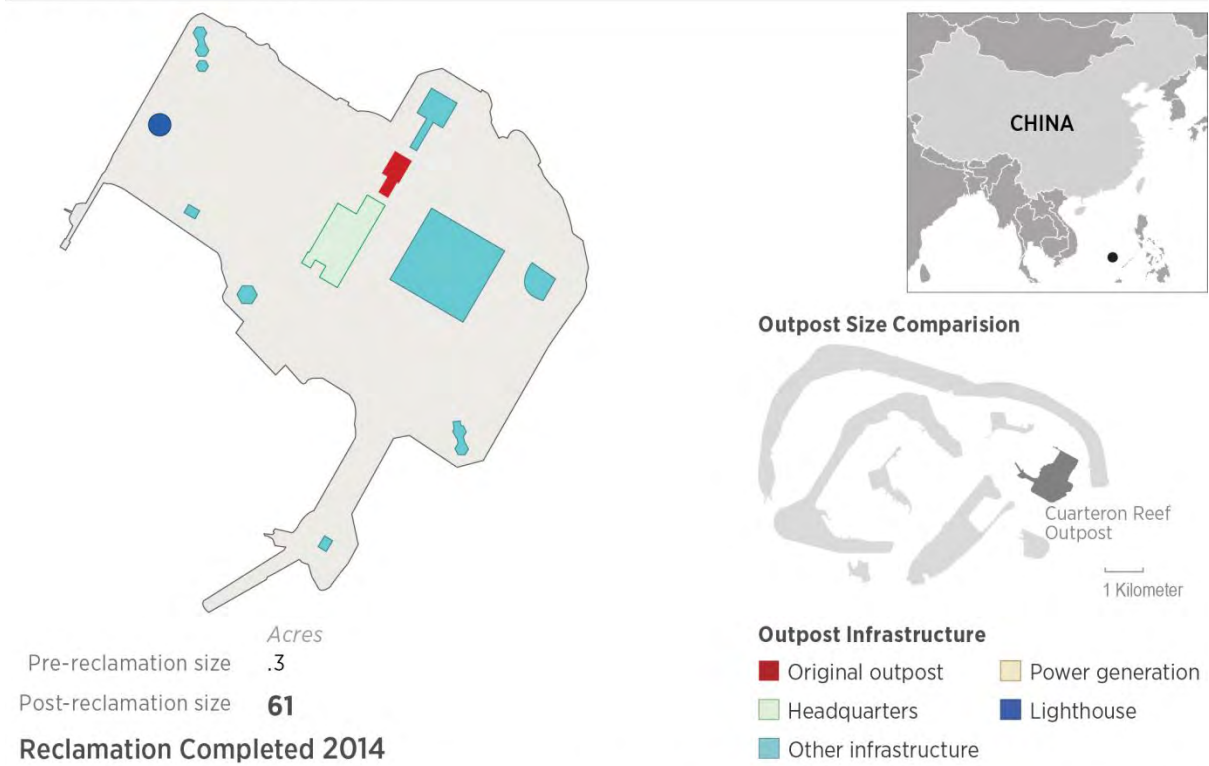 CHINA
Outpost Size Comparision
Cuarteron Reef
Outpost
1 Kilometer
Acres
Pre-reclamation size .3
Post-reclamation size 61
Reclamation Completed 2014
Outpost Infrastructure
Original outpost
Power generation
Headquarters
Lighthouse
Other infrastructure